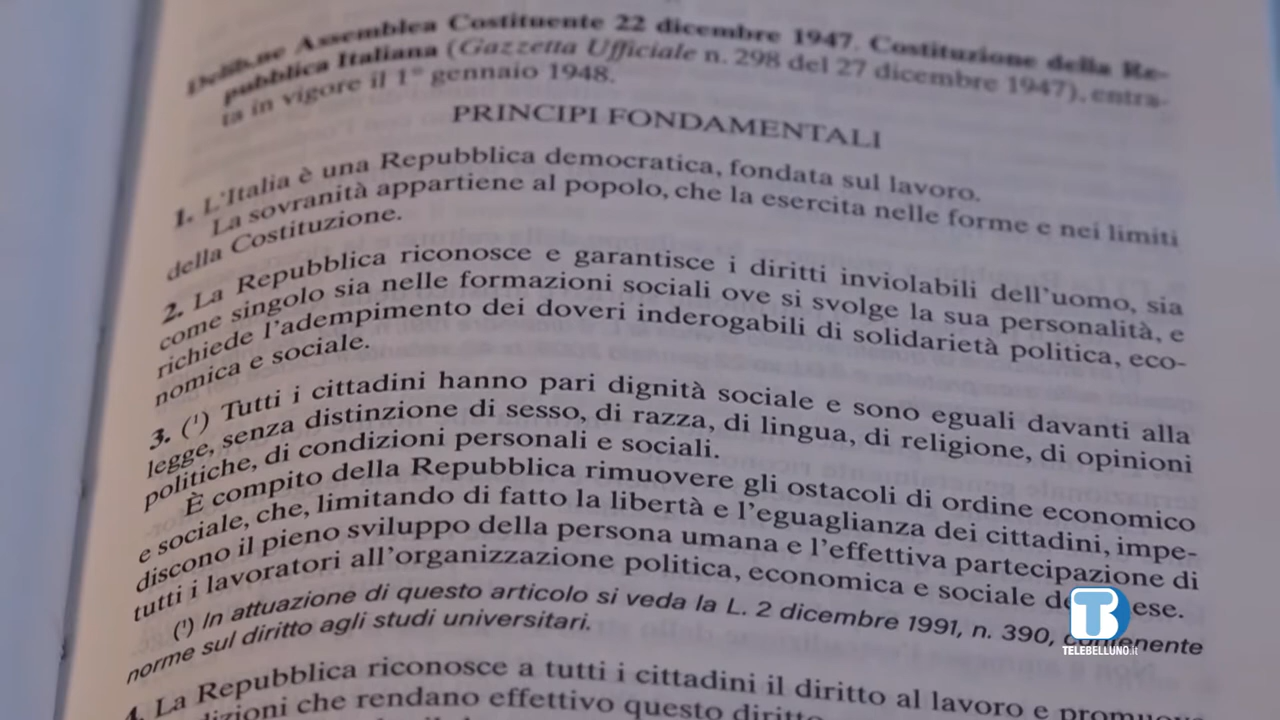 Delib.ne Assemblea Costituente 22 dicembre 1947. Costituzione della Re-
pubblica Italiana (Gazzetta Ufficiale n. 298 del 27 dicembre 1947), entra-
ta in vigore il 1° gennaio 1948.
PRINCIPI FONDAMENTALI
1. L'Italia è una Repubblica democratica, fondata sul lavoro.
La sovranità appartiene al popolo, che la esercita nelle forme e nei limiti
della Costituzione.
2. La Repubblica riconosce e garantisce i diritti inviolabili dell'uomo, sia
come singolo sia nelle formazioni sociali ove si svolge la sua personalità, e
richiede l'adempimento dei doveri inderogabili di solidarietà politica, eco-
nomica e sociale.
3. (¹) Tutti i cittadini hanno pari dignità sociale e sono eguali davanti alla
legge, senza distinzione di sesso, di razza, di lingua, di religione, di opinioni
politiche, di condizioni personali e sociali.
È compito della Repubblica rimuovere gli ostacoli di ordine economico
e sociale, che, limitando di fatto la libertà e l'eguaglianza dei cittadini, impe-
discono il pieno sviluppo della persona umana e l'effettiva partecipazione di
tutti i lavoratori all'organizzazione politica, economica e sociale ese.
(¹) In attuazione di questo articolo si veda la L. 2 dicembre 1991, n. 390, contenente
norme sul diritto agli studi universitari.
4. La Repubblica riconosce a tutti i cittadini il diritto al lavoro e promuove
dizioni che rendano effettivo questo diritto.
T
TELEBELLUNO.it